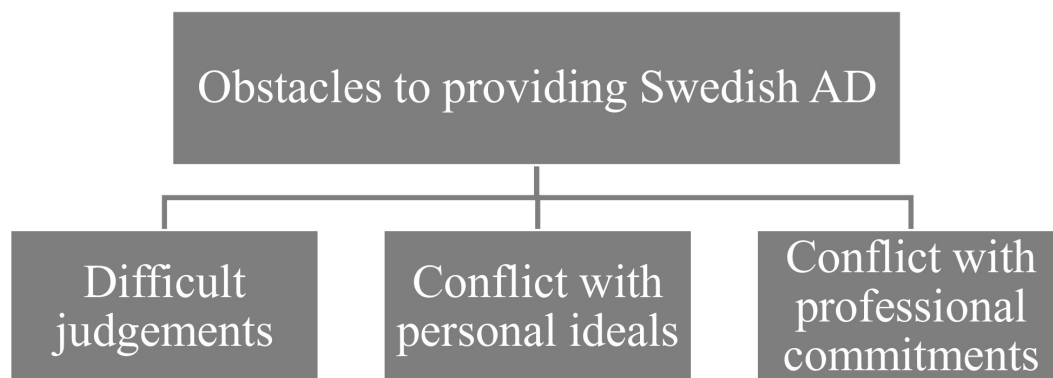 Obstacles to providing Swedish AD
Difficult
judgements
Conflict with
personal ideals
Conflict with
professional
commitments